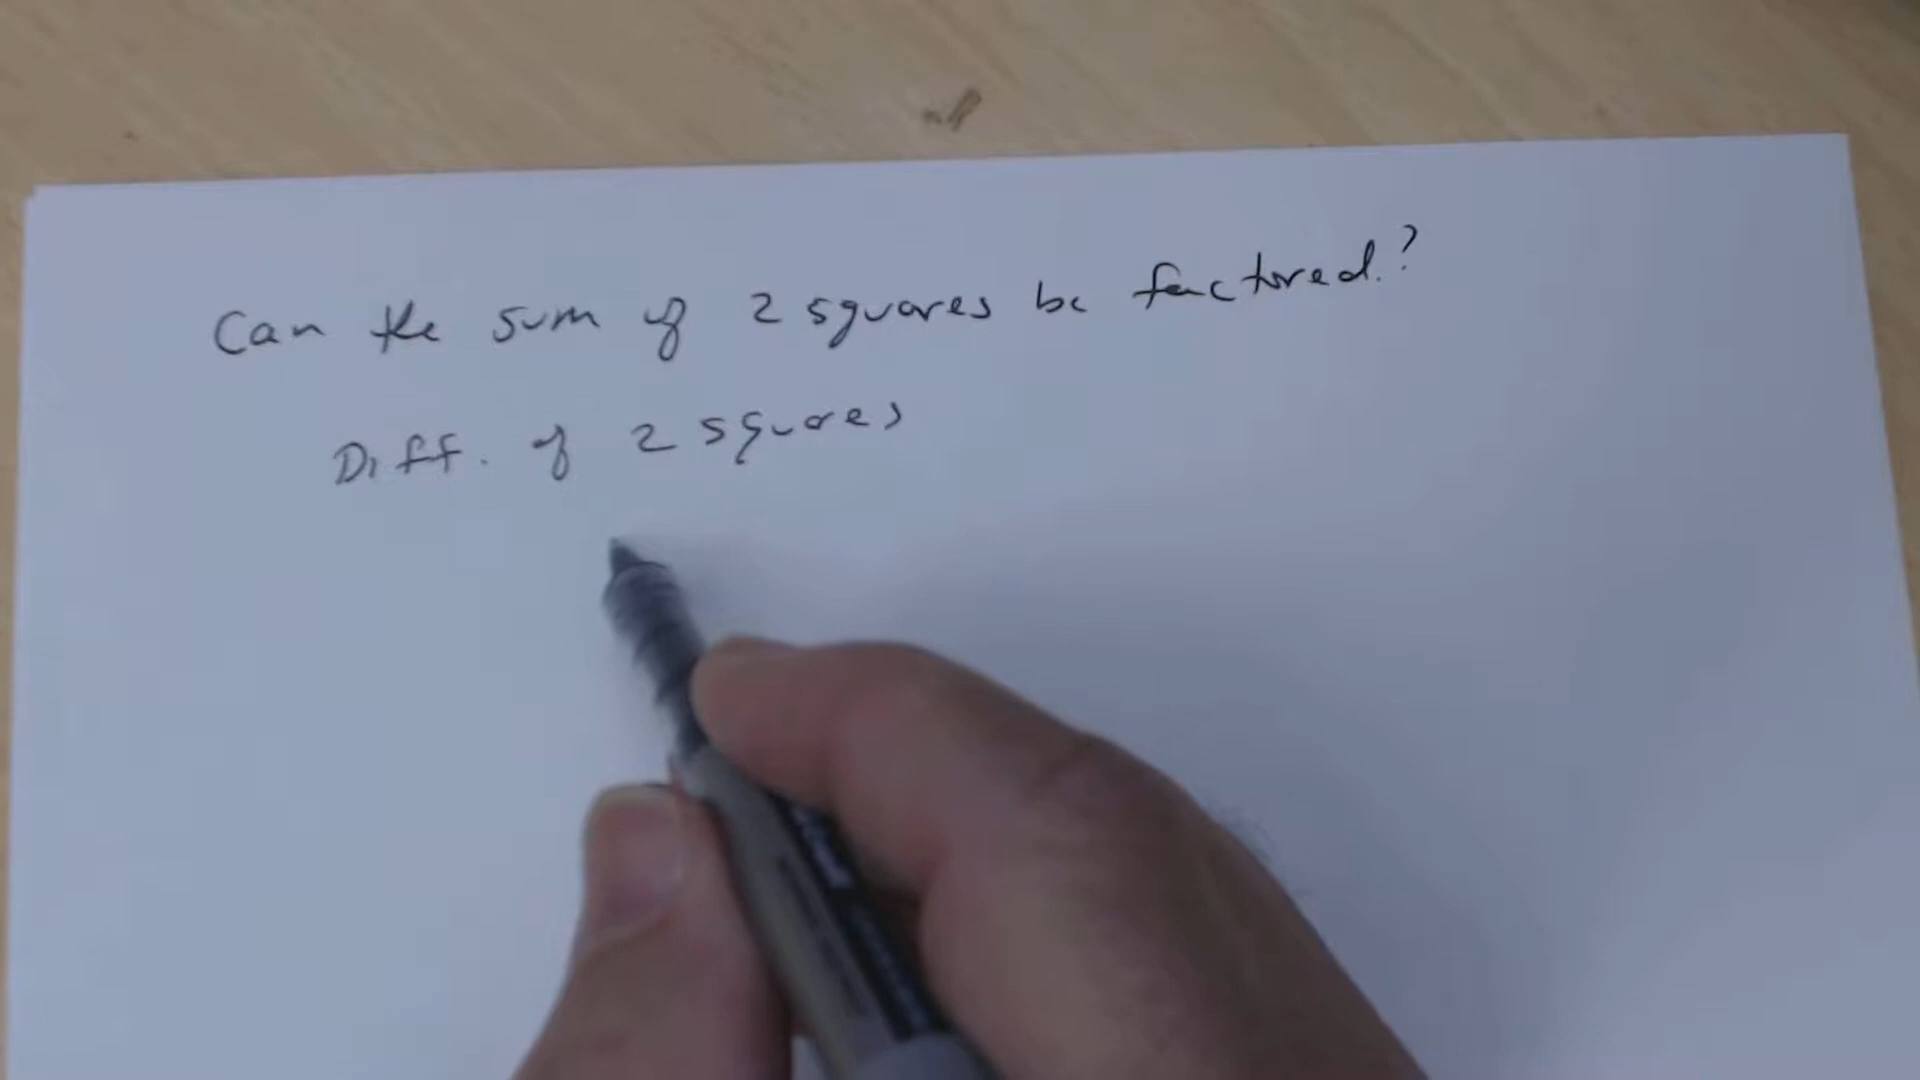 Can the sum of 2 squares be factored.?
Diff. of 2 squares